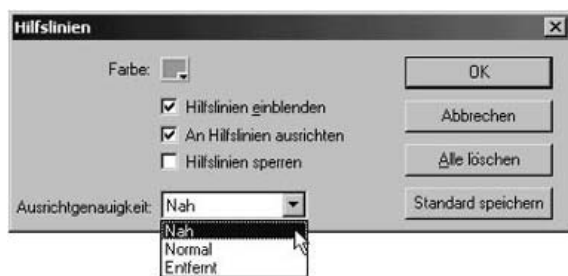 Hilfslinien
Farbe:
OK
Hilfslinien einblenden
Abbrechen
An Hilfslinien ausrichten
Hilfslinien sperren
Alle löschen
Ausrichtgenauigkeit: Nah
Standard speichern
Nah
Normal
Entfernt